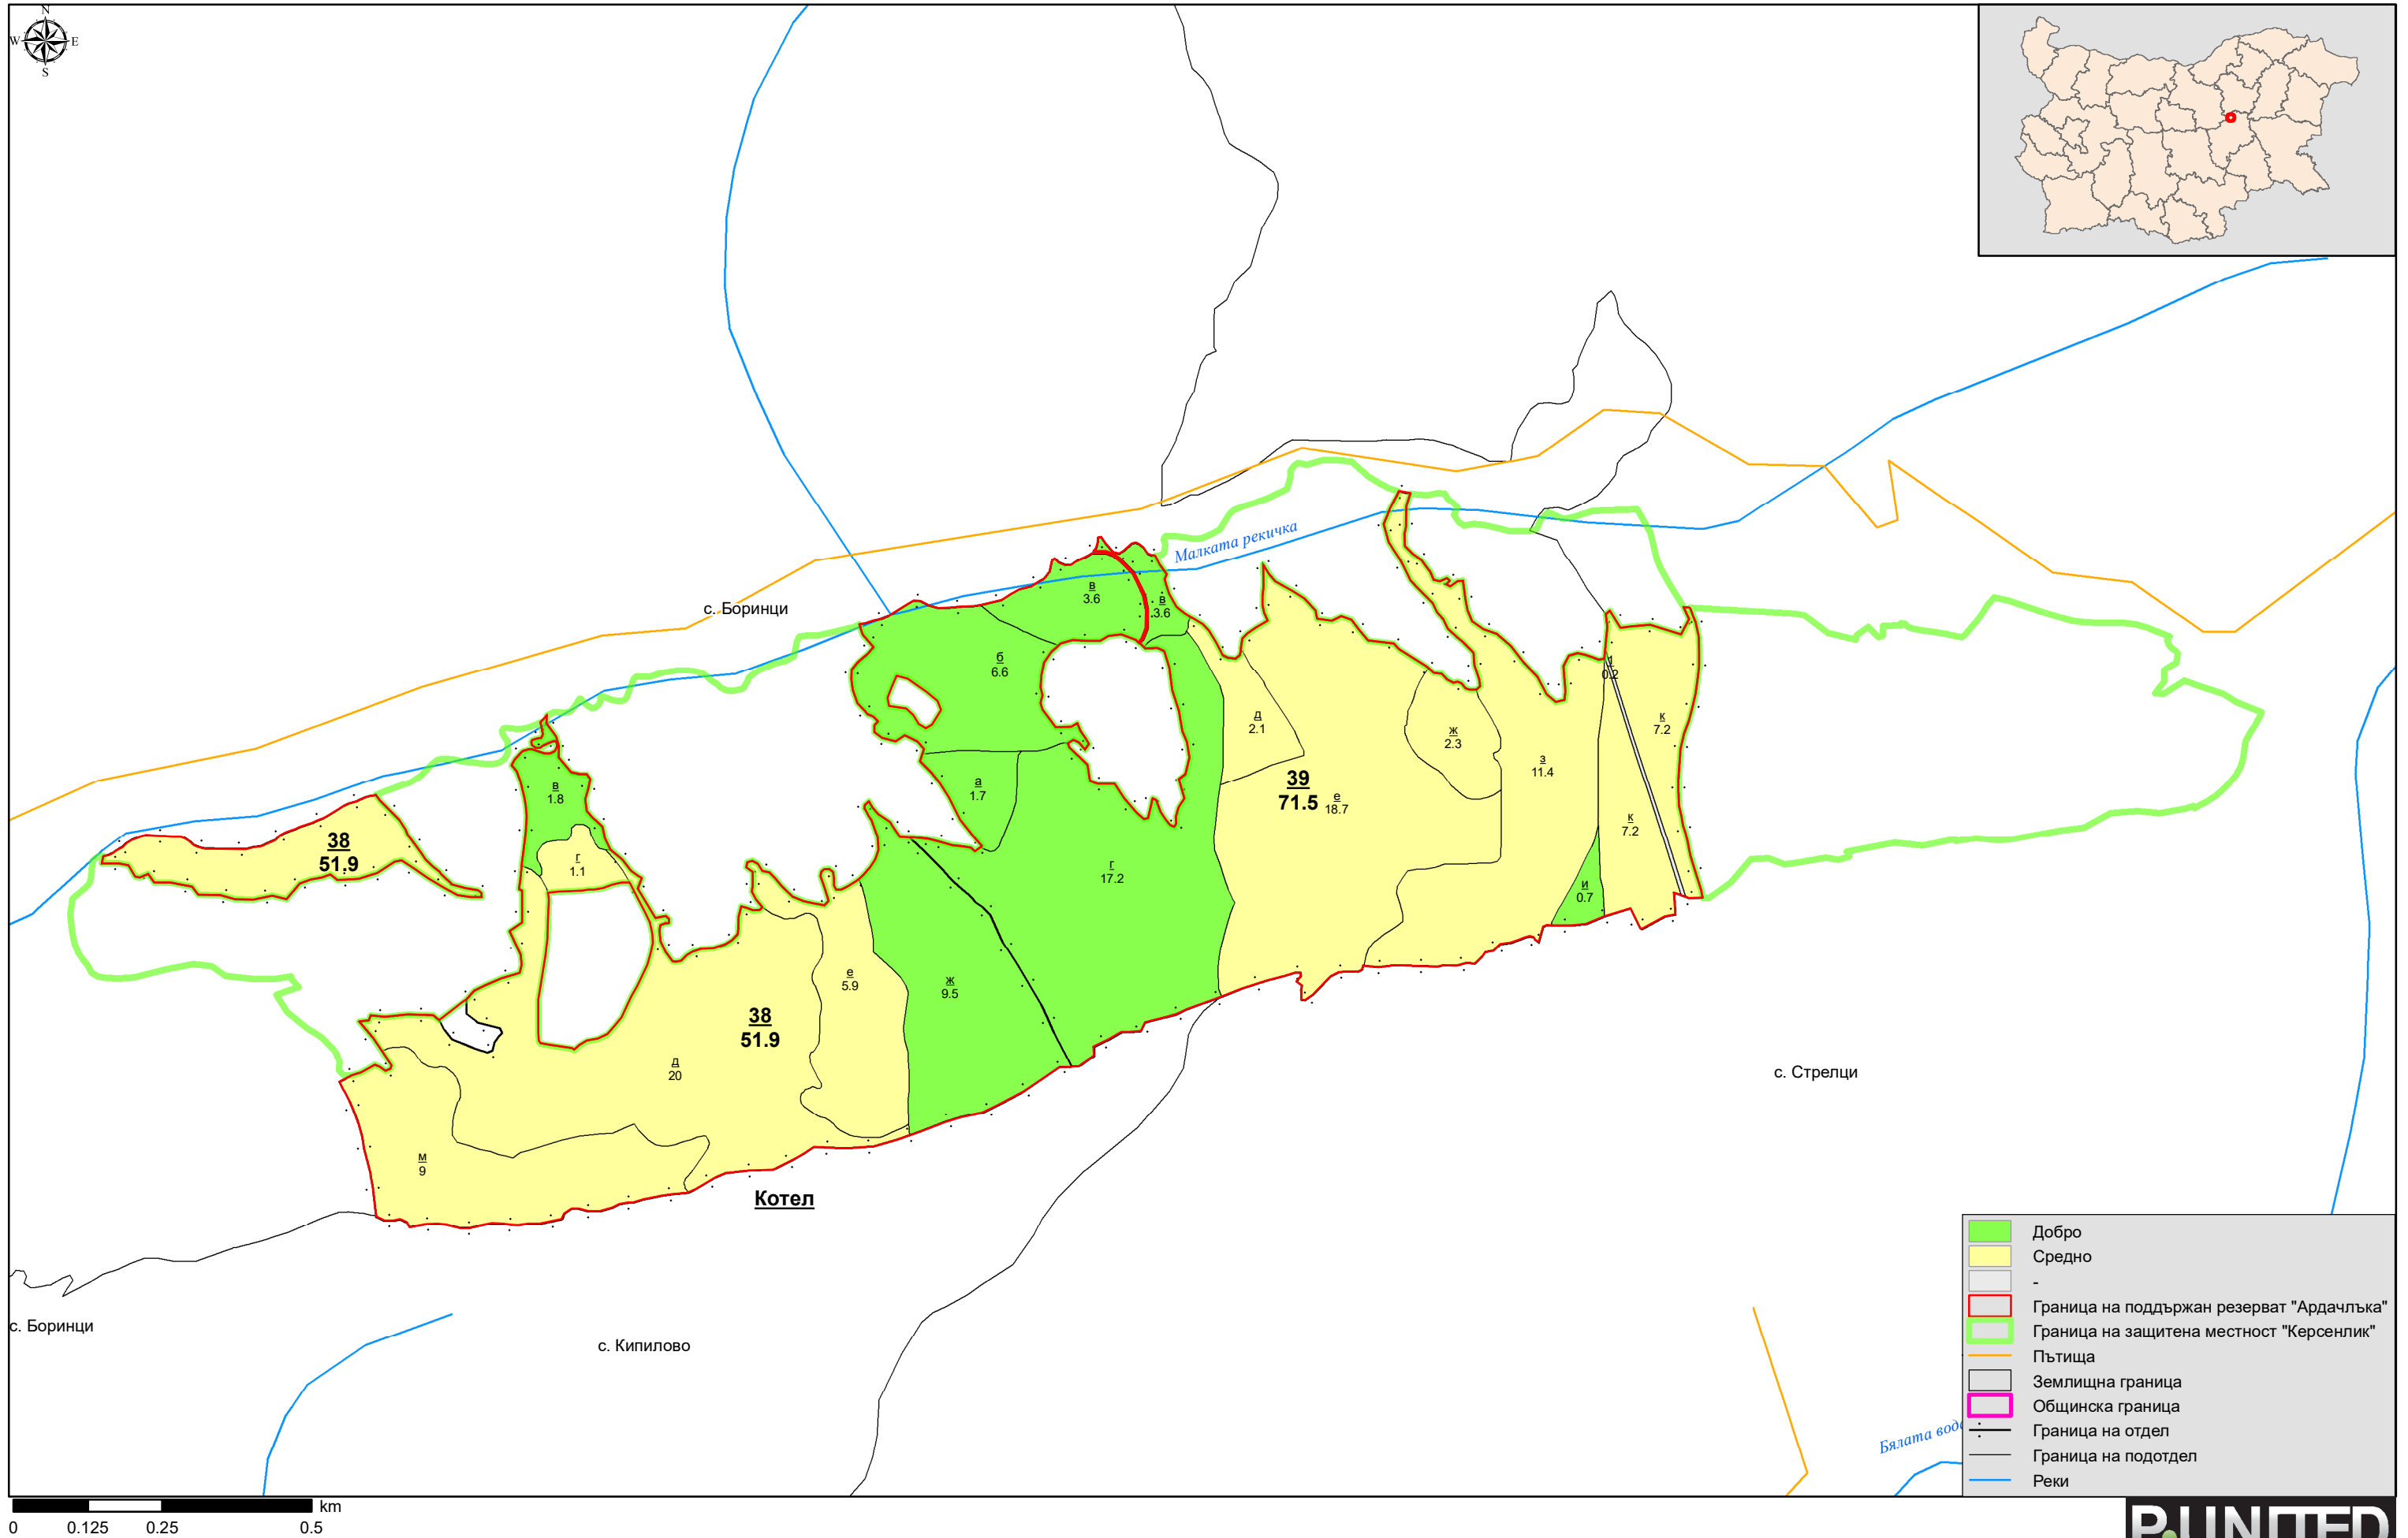 N
W E
S
Малката рекичка
с. Боринци
в
3.6
в
3.6
б
6.6
1
0.2
д
2.1
ж
2.3
к
7.2
з
11.4
в
1.8
а
1.7
39
71.5
е
18.7
к
7.2
38
51.9
г
1.1
г
17.2
и
0.7
е
5.9
ж
9.5
38
51.9
д
20
с. Стрелци
м
9
Котел
с. Боринци
с. Кипилово
Бялата вода
Добро
Средно
-
Граница на поддържан резерват "Ардачлъка"
Граница на защитена местност "Керсенлик"
Пътища
Землищна граница
Общинска граница
Граница на отдел
Граница на подотдел
Реки
km
0 0.125 0.25 0.5
P.UNITED